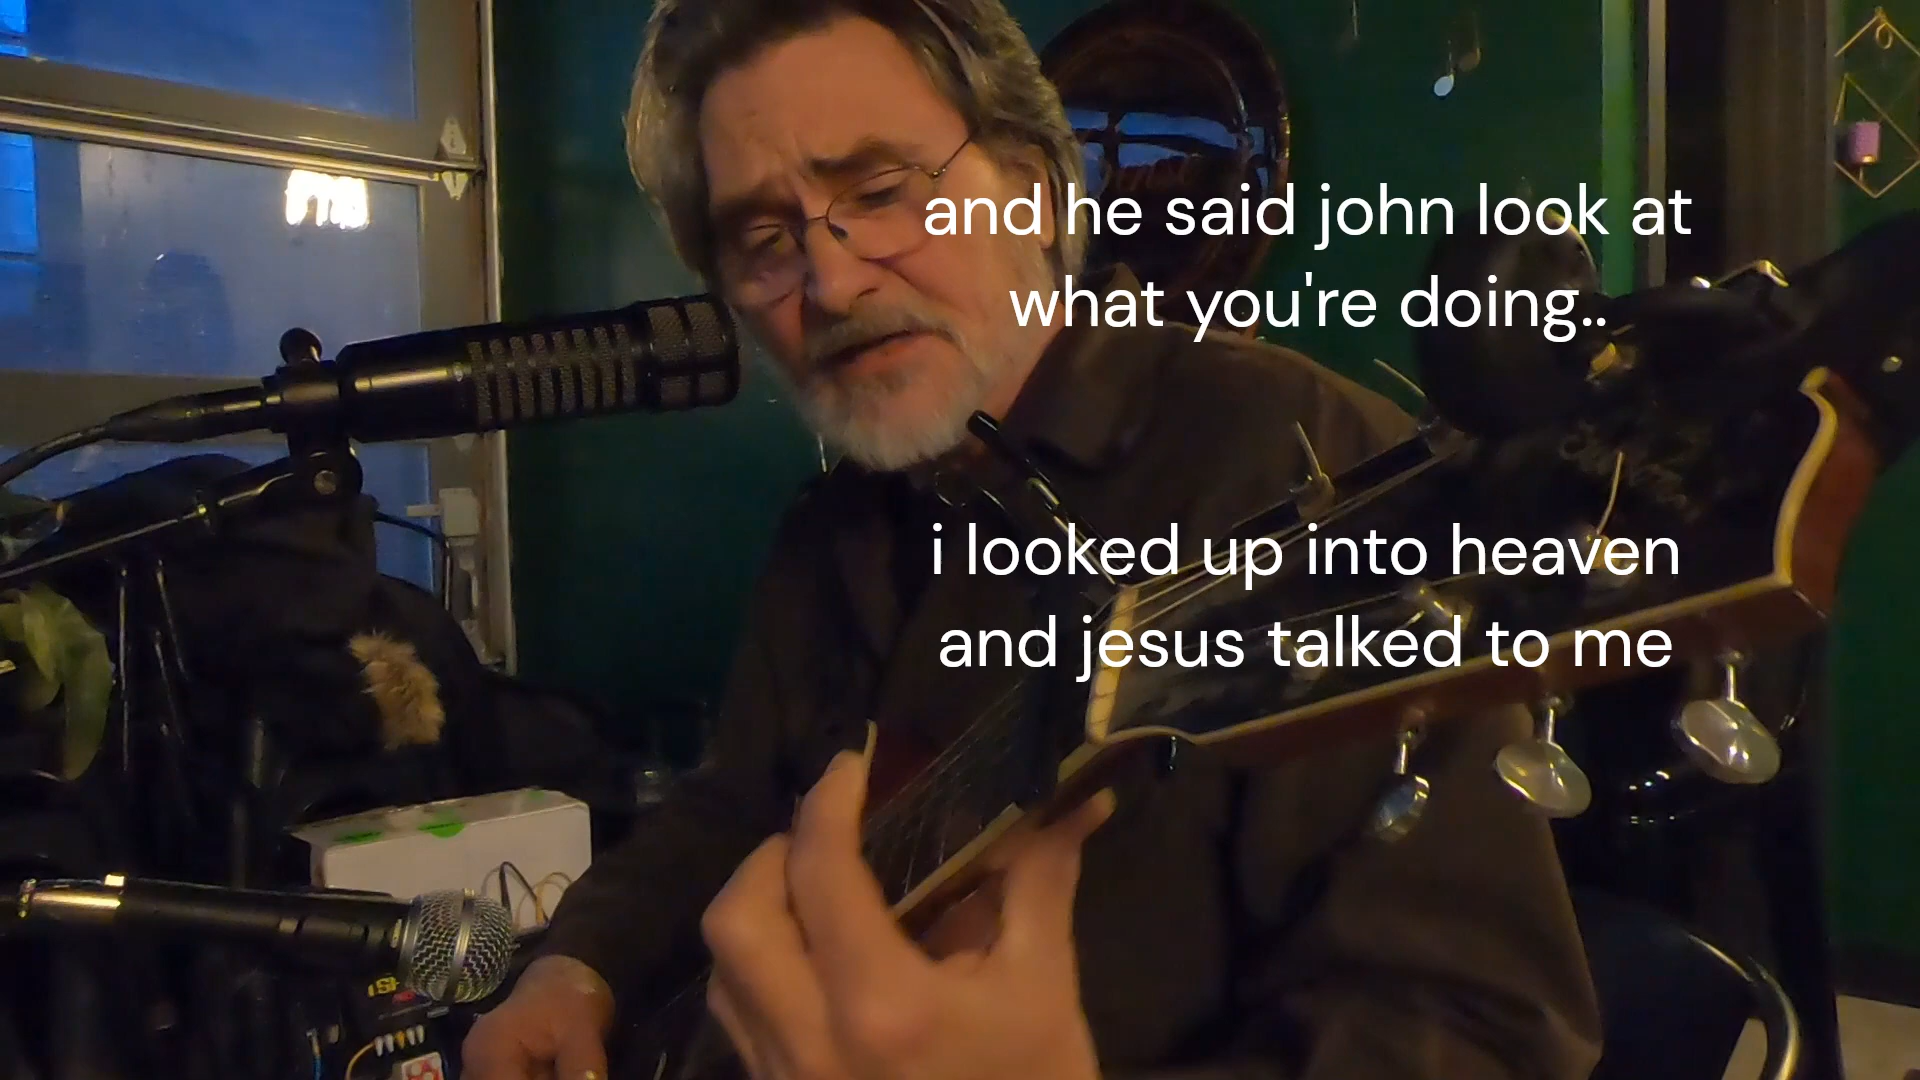 and he said john look at
what you're doing..
i looked up into heaven
and jesus talked to me